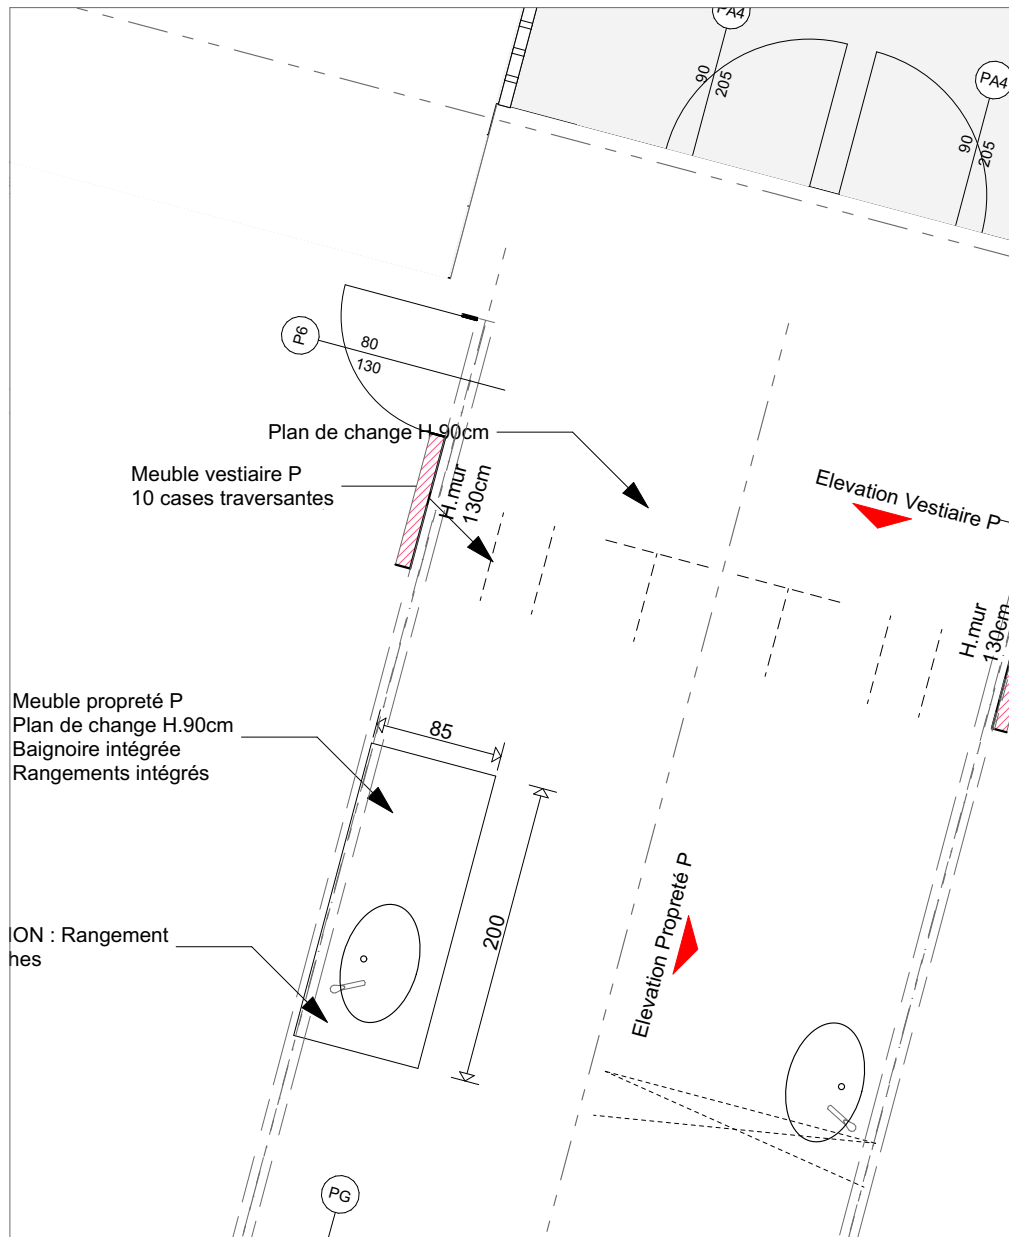 PA4
90
205
PA4
90
205
P6
80
130
Plan de change H.90cm
Meuble vestiaire P
10 cases traversantes
H.mur
130cm
Elevation Vestiaire P
H.mur
130cm
Meuble propreté P
Plan de change H.90cm
Baignoire intégrée
Rangements intégrés
85
200
Elevation Propreté P
ION : Rangement
hes
PG